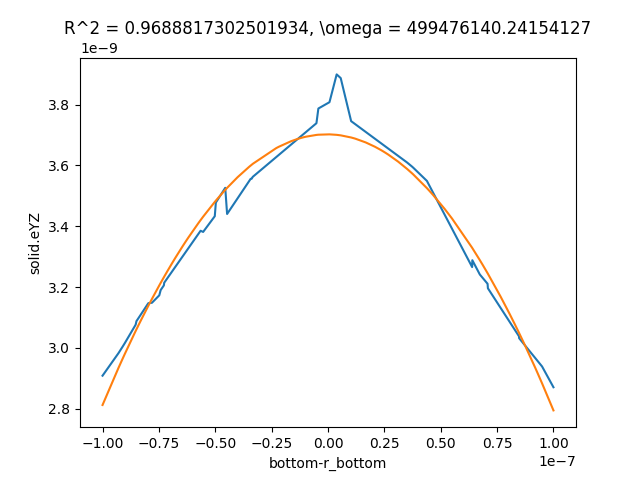 R^2 = 0.9688817302501934, \omega = 499476140.24154127
1e−9
3.8
3.6
3.4
3.2
3.0
2.8
solid.eYZ
−1.00 −0.75 −0.50 −0.25 0.00 0.25 0.50 0.75 1.00
bottom-r_bottom
1e−7